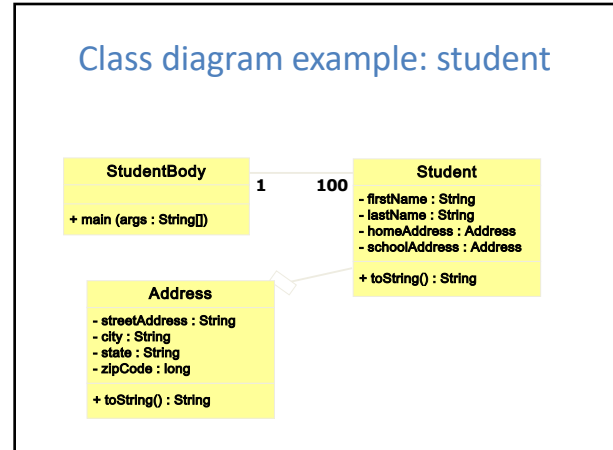 Class diagram example: student
StudentBody
+ main (args : String[])
1
100
Student
- firstName : String
- lastName : String
- homeAddress : Address
- schoolAddress : Address
+ toString() : String
Address
- streetAddress : String
- city : String
- state : String
- zipCode : long
+ toString() : String